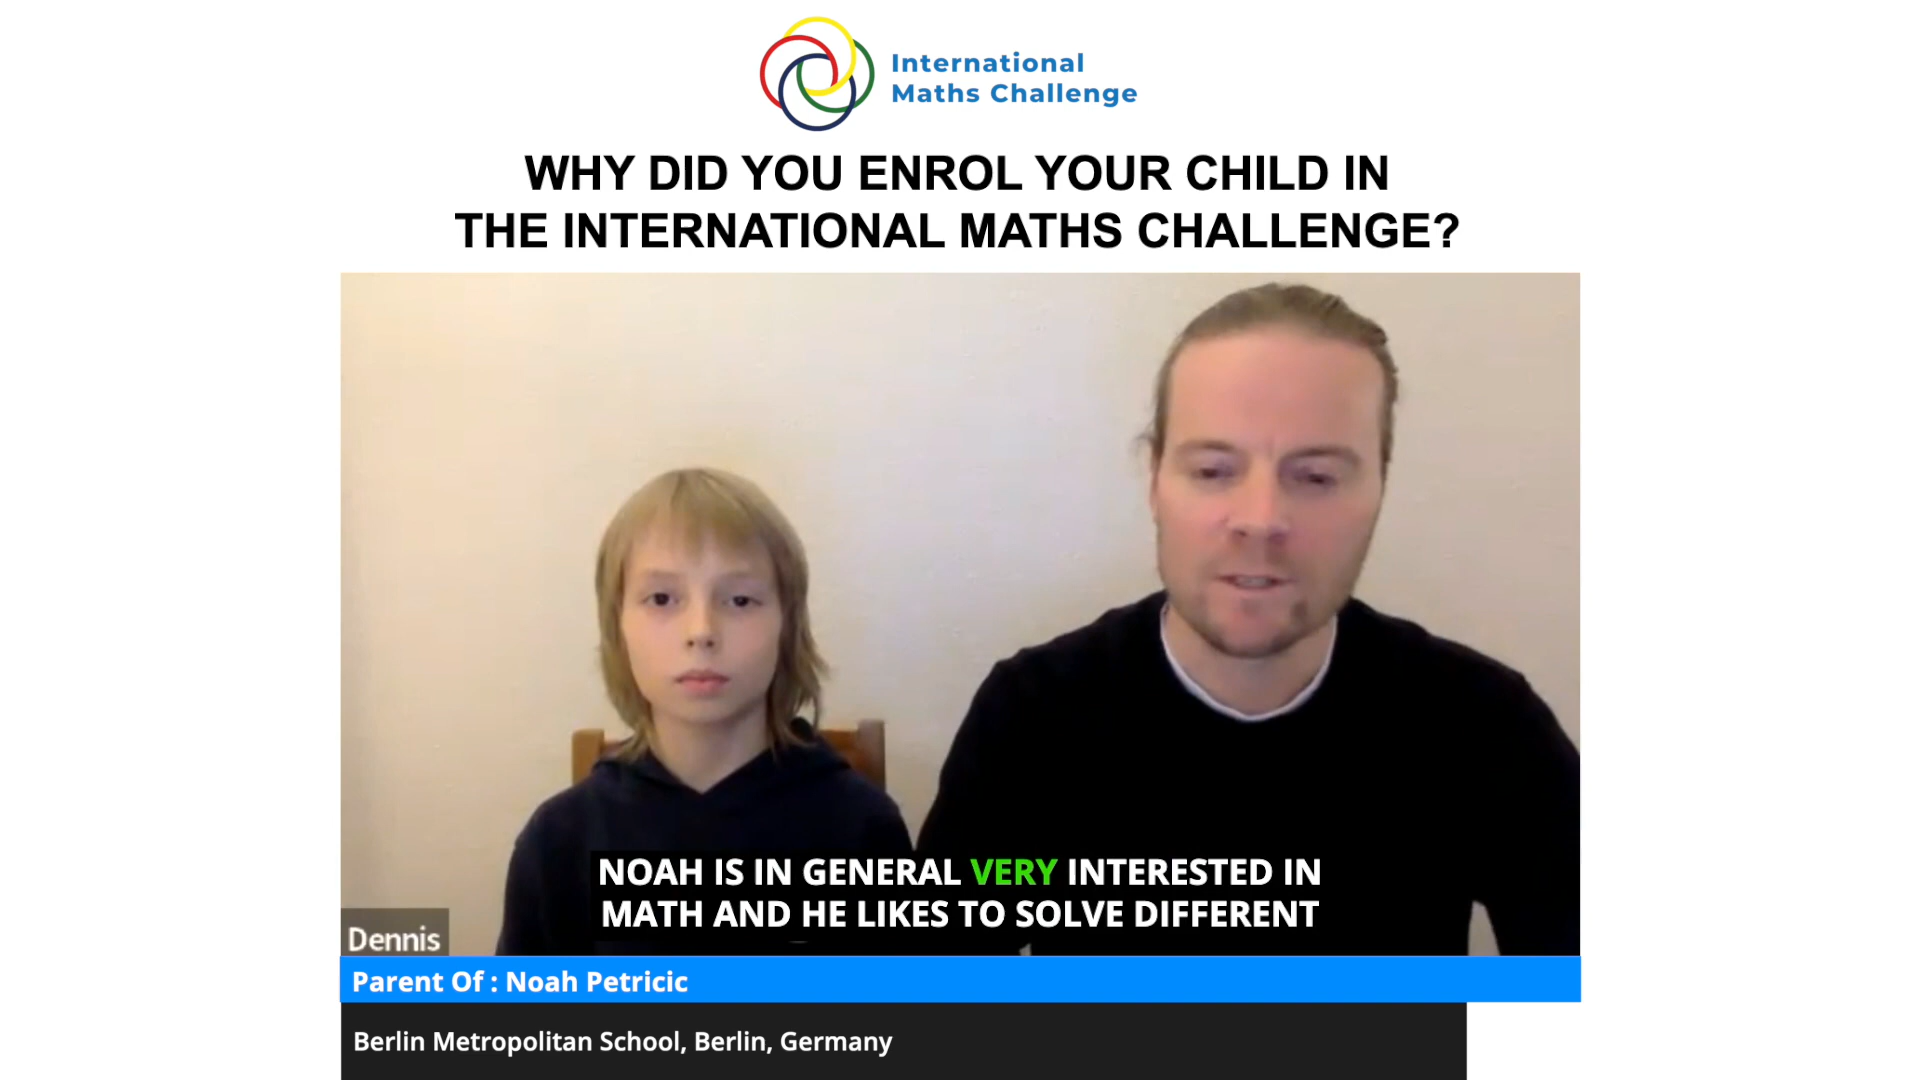 International
Maths Challenge
WHY DID YOU ENROL YOUR CHILD IN
THE INTERNATIONAL MATHS CHALLENGE?
NOAH IS IN GENERAL VERY INTERESTED IN
MATH AND HE LIKES TO SOLVE DIFFERENT
Dennis
Parent Of : Noah Petricic
Berlin Metropolitan School, Berlin, Germany